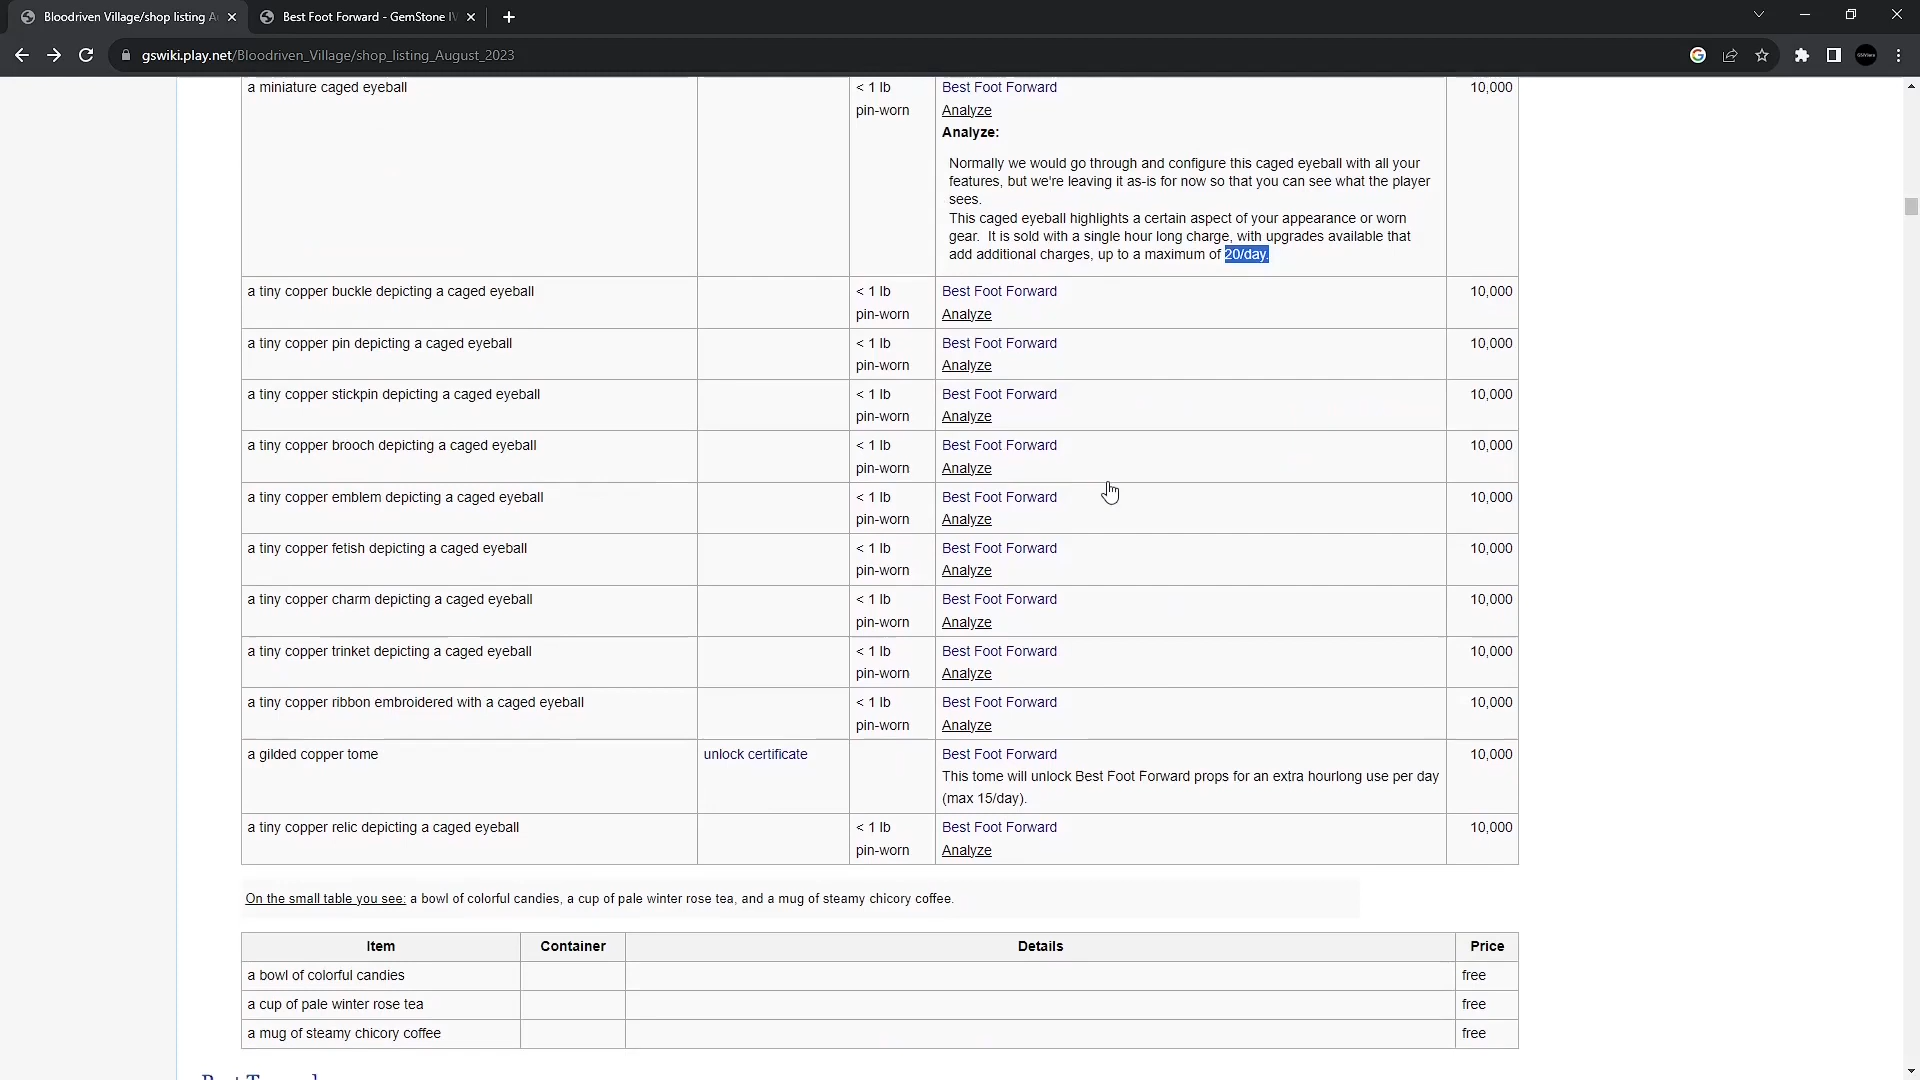 Bloodriven Village/shop listing A
Best Foot Forward - GemStone IV
gswiki.play.net/Bloodriven_Village/shop_listing_August_2023
a miniature caged eyeball < 1 lb Best Foot Forward 10,000
pin-worn Analyze
Analyze:
Normally we would go through and configure this caged eyeball with all your
features, but we're leaving it as-is for now so that you can see what the player
sees.
This caged eyeball highlights a certain aspect of your appearance or worn
gear. It is sold with a single hour long charge, with upgrades available that
add additional charges, up to a maximum of 20/day.
a tiny copper buckle depicting a caged eyeball < 1 lb Best Foot Forward 10,000
pin-worn Analyze
a tiny copper pin depicting a caged eyeball < 1 lb Best Foot Forward 10,000
pin-worn Analyze
a tiny copper stickpin depicting a caged eyeball < 1 lb Best Foot Forward 10,000
pin-worn Analyze
a tiny copper brooch depicting a caged eyeball < 1 lb Best Foot Forward 10,000
pin-worn Analyze
a tiny copper emblem depicting a caged eyeball < 1 lb Best Foot Forward 10,000
pin-worn Analyze
a tiny copper fetish depicting a caged eyeball < 1 lb Best Foot Forward 10,000
pin-worn Analyze
a tiny copper charm depicting a caged eyeball < 1 lb Best Foot Forward 10,000
pin-worn Analyze
a tiny copper trinket depicting a caged eyeball < 1 lb Best Foot Forward 10,000
pin-worn Analyze
a tiny copper ribbon embroidered with a caged eyeball < 1 lb Best Foot Forward 10,000
pin-worn Analyze
a gilded copper tome unlock certificate Best Foot Forward 10,000
This tome will unlock Best Foot Forward props for an extra hourlong use per day
(max 15/day).
a tiny copper relic depicting a caged eyeball < 1 lb Best Foot Forward 10,000
pin-worn Analyze
On the small table you see: a bowl of colorful candies, a cup of pale winter rose tea, and a mug of steamy chicory coffee.
Item Container Details Price
a bowl of colorful candies free
a cup of pale winter rose tea free
a mug of steamy chicory coffee free